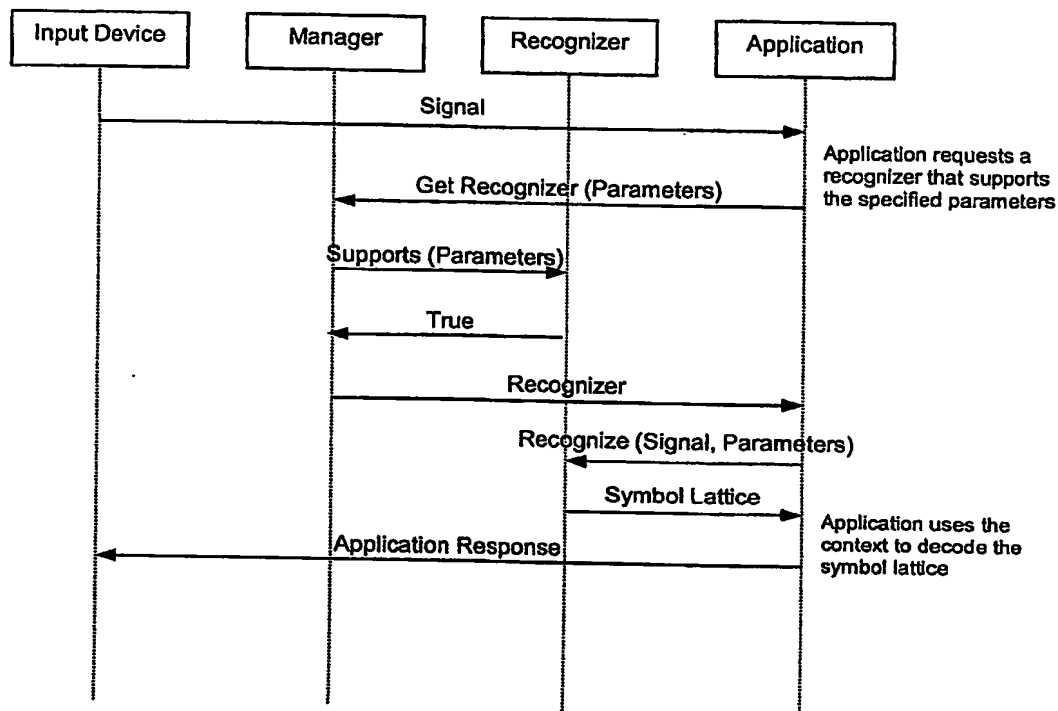 Input Device
Manager
Recognizer
Application
Signal
Application requests a
recognizer that supports
the specified parameters
Get Recognizer (Parameters)
Supports (Parameters)
True
Recognizer
Recognize (Signal, Parameters)
Symbol Lattice
Application uses the
context to decode the
symbol lattice
Application Response